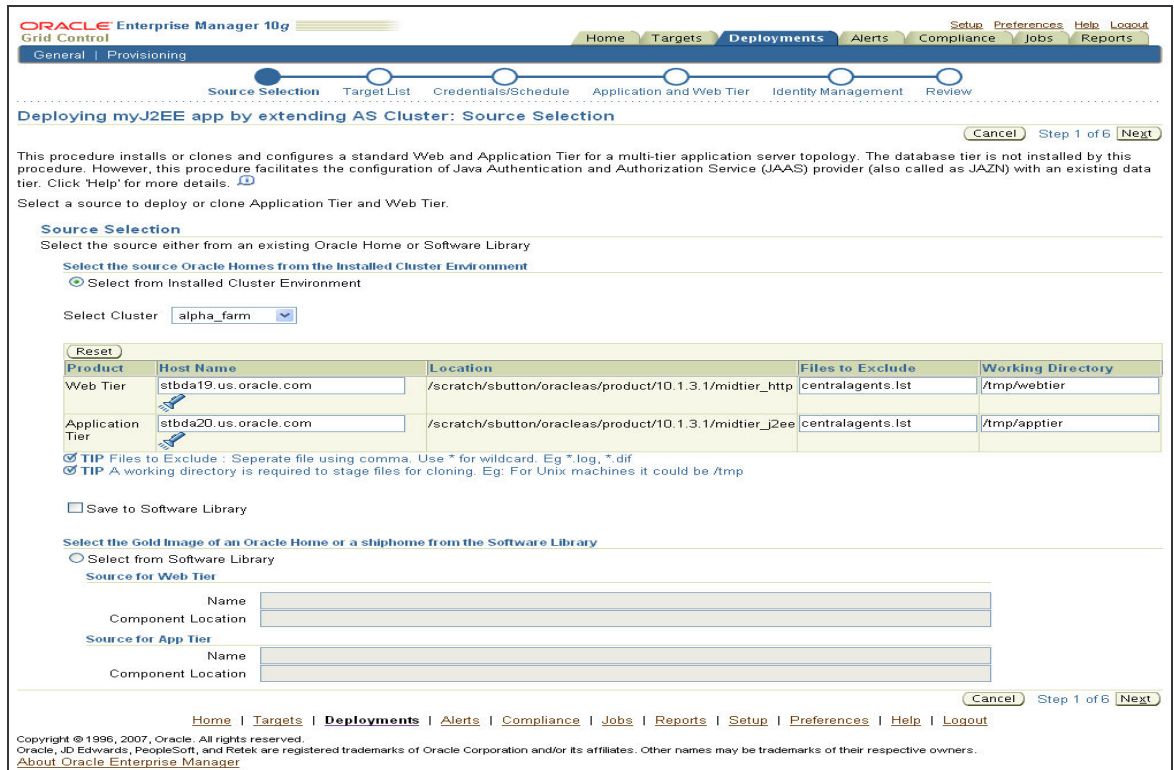 ORACLE Enterprise Manager 10g
Grid Control
Setup Preferences Help Logout
Home Targets Deployments Alerts Compliance Jobs Reports
General | Provisioning
Source Selection Target List Credentials/Schedule Application and Web Tier Identity Management Review
Deploying myJ2EE app by extending AS Cluster: Source Selection
Cancel Step 1 of 6 Next
This procedure installs or clones and configures a standard Web and Application Tier for a multi-tier application server topology. The database tier is not installed by this
procedure. However, this procedure facilitates the configuration of Java Authentication and Authorization Service (JAAS) provider (also called as JAZN) with an existing data
tier. Click 'Help' for more details.
Select a source to deploy or clone Application Tier and Web Tier.
Source Selection
Select the source either from an existing Oracle Home or Software Library
Select the source Oracle Homes from the Installed Cluster Environment
Select from Installed Cluster Environment
Select Cluster alpha_farm
Reset
Product Host Name Location Files to Exclude Working Directory
Web Tier stbda19.us.oracle.com /scratch/sbutton/oracleas/product/10.1.3.1/midtier_http centralagents.lst /tmp/webtier
Application stbda20.us.oracle.com /scratch/sbutton/oracleas/product/10.1.3.1/midtier_j2ee centralagents.lst /tmp/apptier
Tier
TIP Files to Exclude : Seperate file using comma. Use * for wildcard. Eg *.log, *.dif
TIP A working directory is required to stage files for cloning. Eg: For Unix machines it could be /tmp
Save to Software Library
Select the Gold Image of an Oracle Home or a shiphome from the Software Library
Select from Software Library
Source for Web Tier
Name
Component Location
Source for App Tier
Name
Component Location
Cancel Step 1 of 6 Next
Home | Targets | Deployments | Alerts | Compliance | Jobs | Reports | Setup | Preferences | Help | Logout
Copyright © 1996, 2007, Oracle. All rights reserved.
Oracle, JD Edwards, PeopleSoft, and Retek are registered trademarks of Oracle Corporation and/or its affiliates. Other names may be trademarks of their respective owners.
About Oracle Enterprise Manager